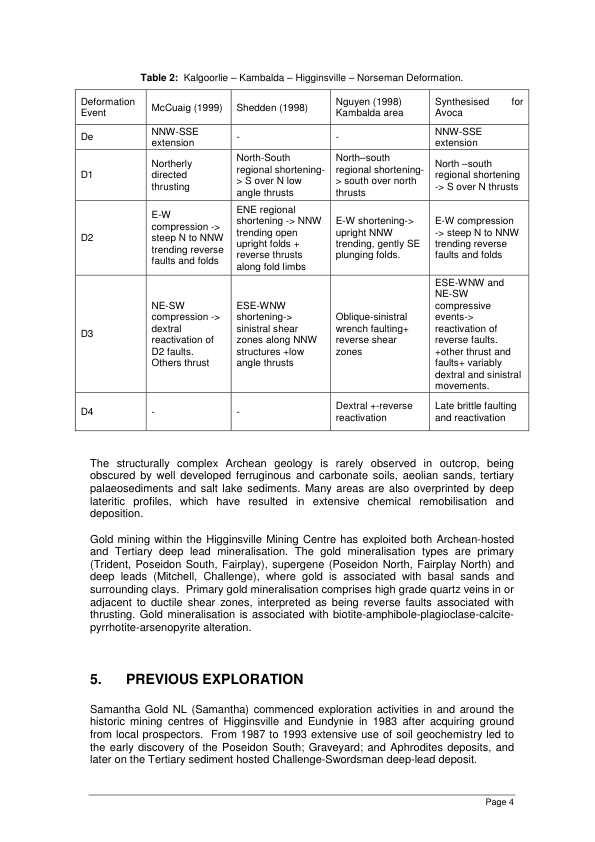 Table 2: Kalgoorlie – Kambalda – Higginsville – Norseman Deformation.
Deformation Event
McCuaig (1999)
Shedden (1998)
Nguyen (1998) Kambalda area
Synthesised for Avoca
De
NNW-SSE extension
-
-
NNW-SSE extension
D1
Northerly directed thrusting
North-South regional shortening-> S over N low angle thrusts
North–south regional shortening-> south over north thrusts
North –south regional shortening -> S over N thrusts
D2
E-W compression -> steep N to NNW trending reverse faults and folds
ENE regional shortening -> NNW trending open upright folds + reverse thrusts along fold limbs
E-W shortening-> upright NNW trending, gently SE plunging folds.
E-W compression -> steep N to NNW trending reverse faults and folds
D3
NE-SW compression -> dextral reactivation of D2 faults. Others thrust
ESE-WNW shortening-> sinistral shear zones along NNW structures +low angle thrusts
Oblique-sinistral wrench faulting+ reverse shear zones
ESE-WNW and NE-SW compressive events-> reactivation of reverse faults. +other thrust and faults+ variably dextral and sinistral movements.
D4
-
-
Dextral +-reverse reactivation
Late brittle faulting and reactivation
The structurally complex Archean geology is rarely observed in outcrop, being
obscured by well developed ferruginous and carbonate soils, aeolian sands, tertiary
palaeosediments and salt lake sediments. Many areas are also overprinted by deep
lateritic profiles, which have resulted in extensive chemical remobilisation and
deposition.
Gold mining within the Higginsville Mining Centre has exploited both Archean-hosted
and Tertiary deep lead mineralisation. The gold mineralisation types are primary
(Trident, Poseidon South, Fairplay), supergene (Poseidon North, Fairplay North) and
deep leads (Mitchell, Challenge), where gold is associated with basal sands and
surrounding clays. Primary gold mineralisation comprises high grade quartz veins in or
adjacent to ductile shear zones, interpreted as being reverse faults associated with
thrusting. Gold mineralisation is associated with biotite-amphibole-plagioclase-calcite-
pyrrhotite-arsenopyrite alteration.
5. PREVIOUS EXPLORATION
Samantha Gold NL (Samantha) commenced exploration activities in and around the
historic mining centres of Higginsville and Eundynie in 1983 after acquiring ground
from local prospectors. From 1987 to 1993 extensive use of soil geochemistry led to
the early discovery of the Poseidon South; Graveyard; and Aphrodites deposits, and
later on the Tertiary sediment hosted Challenge-Swordsman deep-lead deposit.
Page 4